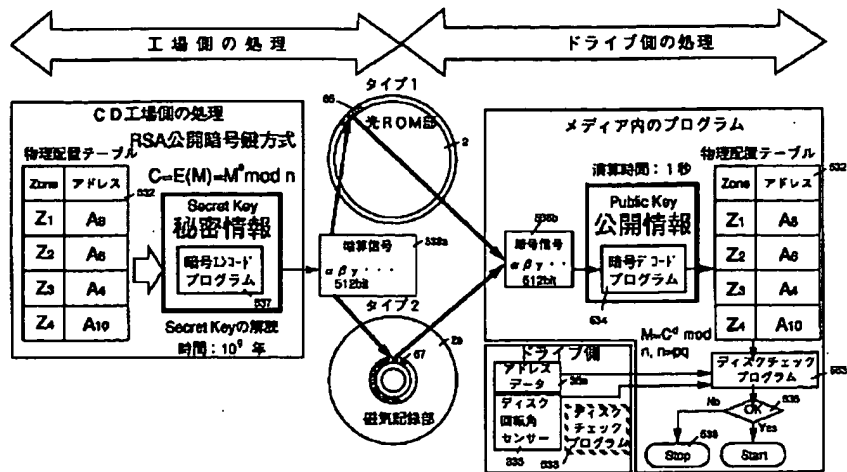 工場側の処理
ドライブ側の処理
CD工場側の処理
RSA公開暗号鍵方式
物理配置テーブル
C=E(M)=M^e mod n
532
Zone アドレス
Z1 A9
Z2 A6
Z3 A4
Z4 A10
Secret Key
秘密情報
暗号エンコード
プログラム
537
Secret Keyの解読
時間:10^9 年
タイプ1
65
光ROM部
2
暗算信号
538a
α β γ ・・・
512bit
タイプ2
67
磁気記録部
メディア内のプログラム
演算時間:1秒
538b
暗号信号
α β γ ・・・
512bit
Public Key
公開情報
暗号デコード
プログラム
534
物理配置テーブル
532
Zone アドレス
Z1 A5
Z2 A6
Z3 A4
Z4 A10
M=C^d mod
n, n=pq
ドライブ側
アドレス
データ
ディスク
回転角
センサー
335
ディスク
チェック
プログラム
533
ディスクチェック
プログラム
OK
535
No
Yes
Stop
536
Start